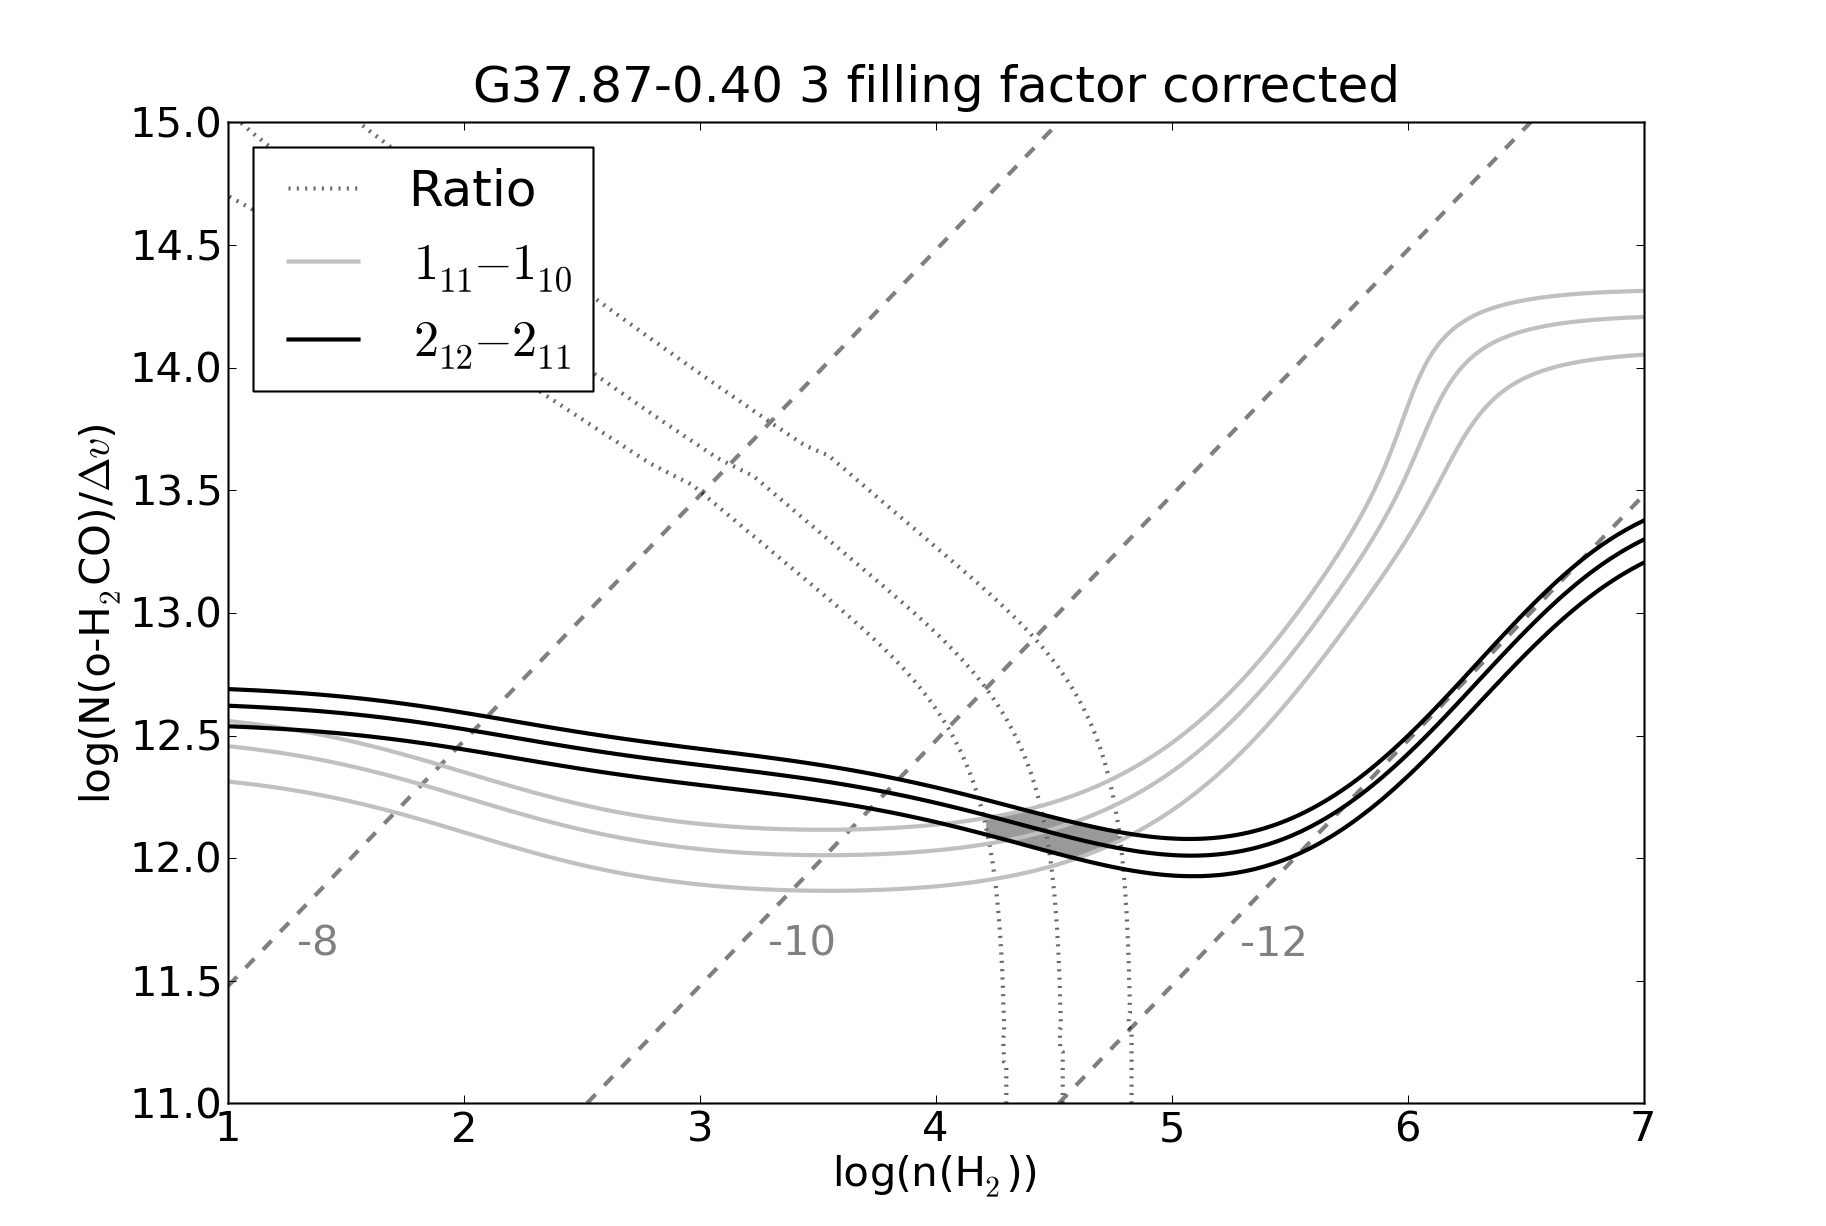 G37.87-0.40 3 filling factor corrected
15.0
14.5
14.0
13.5
13.0
12.5
12.0
11.5
11.0
log(N(o-H₂CO)/Δv)
Ratio
1₁₁−1₁₀
2₁₂−2₁₁
-8
-10
-12
1 2 3 4 5 6 7
log(n(H₂))